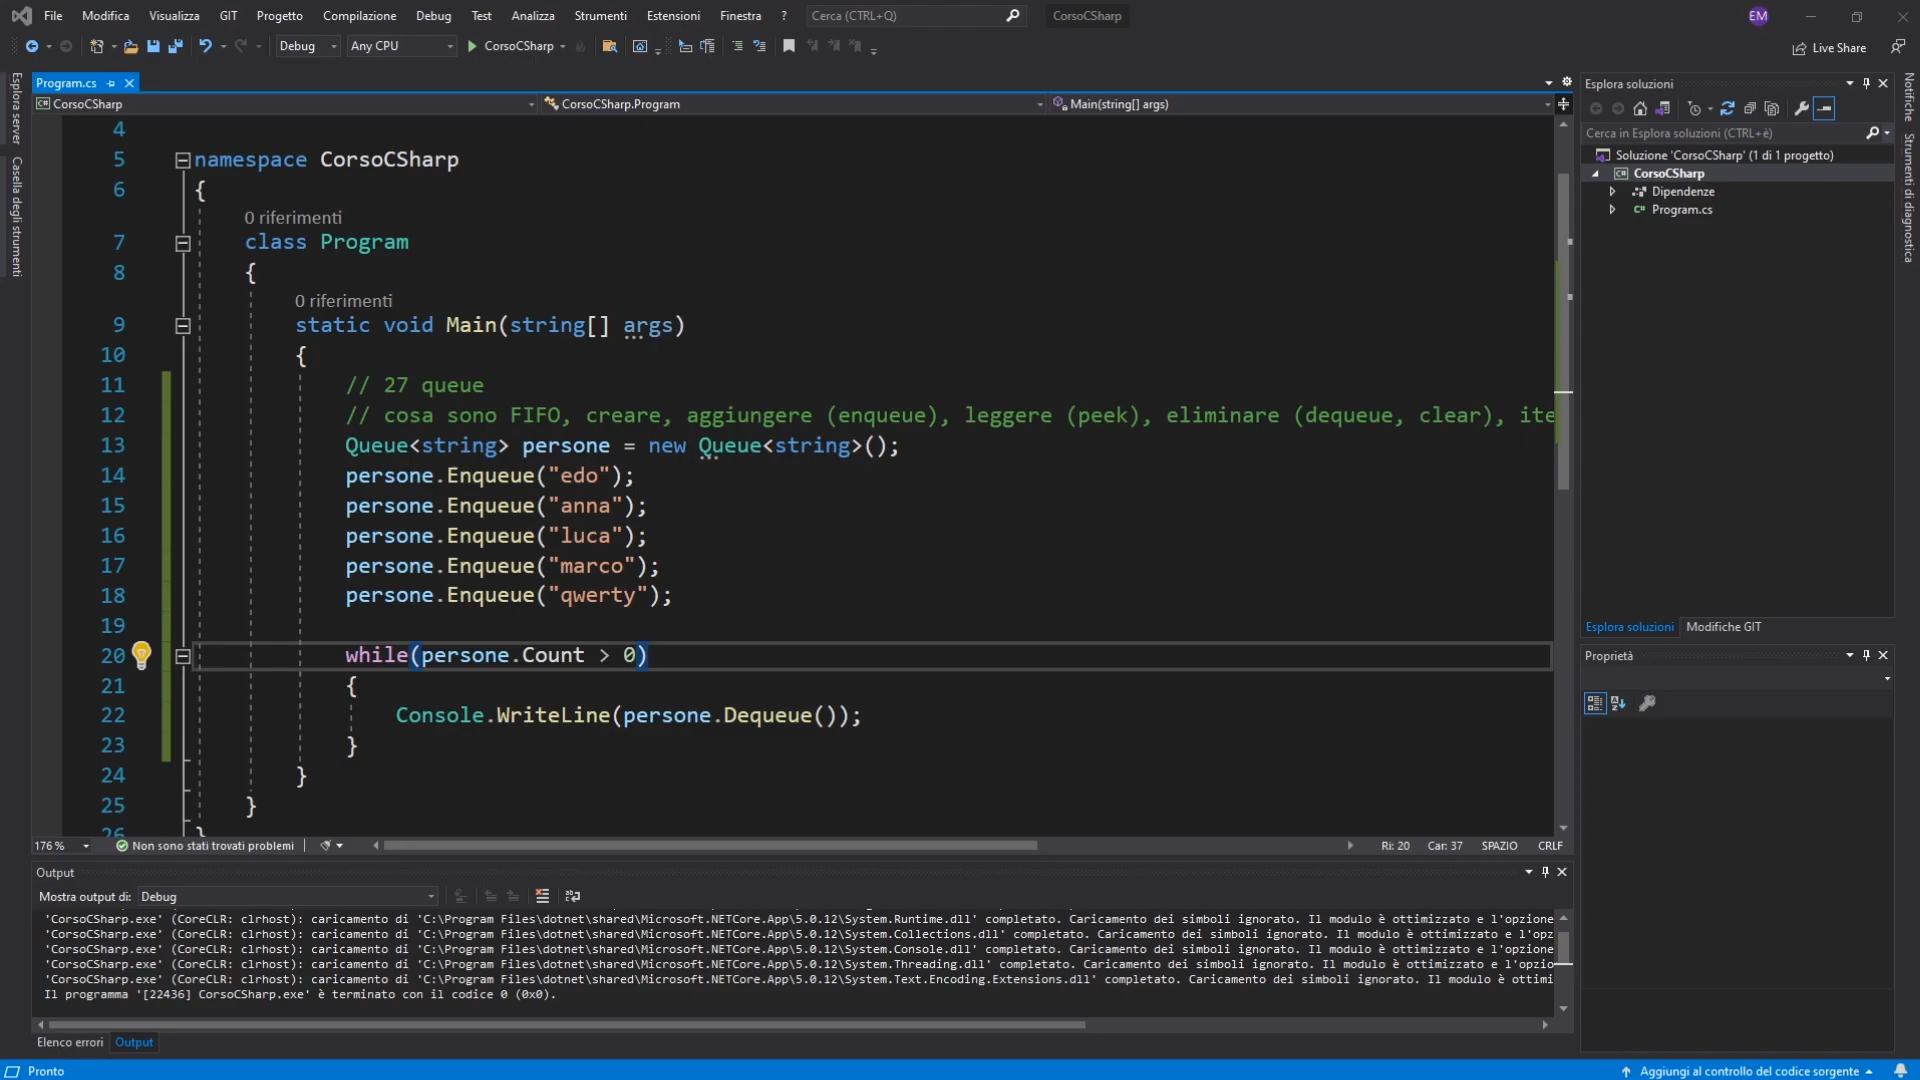 File Modifica Visualizza GIT Progetto Compilazione Debug Test Analizza Strumenti Estensioni Finestra ? Cerca (CTRL+Q) CorsoCSharp EM
Debug Any CPU CorsoCSharp Live Share
Esplora server
Casella degli strumenti
Program.cs
CorsoCSharp CorsoCSharp.Program Main(string[] args)
4
5 namespace CorsoCSharp
6 {
0 riferimenti
7 class Program
8 {
0 riferimenti
9 static void Main(string[] args)
10 {
11 // 27 queue
12 // cosa sono FIFO, creare, aggiungere (enqueue), leggere (peek), eliminare (dequeue, clear), ite
13 Queue<string> persone = new Queue<string>();
14 persone.Enqueue("edo");
15 persone.Enqueue("anna");
16 persone.Enqueue("luca");
17 persone.Enqueue("marco");
18 persone.Enqueue("qwerty");
19
20 while(persone.Count > 0)
21 {
22 Console.WriteLine(persone.Dequeue());
23 }
24 }
25 }
26 }
176 % Non sono stati trovati problemi Ri: 20 Car: 37 SPAZIO CRLF
Output
Mostra output di: Debug
'CorsoCSharp.exe' (CoreCLR: clrhost): caricamento di 'C:\Program Files\dotnet\shared\Microsoft.NETCore.App\5.0.12\System.Runtime.dll' completato. Caricamento dei simboli ignorato. Il modulo è ottimizzato e l'opzione
'CorsoCSharp.exe' (CoreCLR: clrhost): caricamento di 'C:\Program Files\dotnet\shared\Microsoft.NETCore.App\5.0.12\System.Collections.dll' completato. Caricamento dei simboli ignorato. Il modulo è ottimizzato e l'opz
'CorsoCSharp.exe' (CoreCLR: clrhost): caricamento di 'C:\Program Files\dotnet\shared\Microsoft.NETCore.App\5.0.12\System.Console.dll' completato. Caricamento dei simboli ignorato. Il modulo è ottimizzato e l'opzione
'CorsoCSharp.exe' (CoreCLR: clrhost): caricamento di 'C:\Program Files\dotnet\shared\Microsoft.NETCore.App\5.0.12\System.Threading.dll' completato. Caricamento dei simboli ignorato. Il modulo è ottimizzato e l'opzio
'CorsoCSharp.exe' (CoreCLR: clrhost): caricamento di 'C:\Program Files\dotnet\shared\Microsoft.NETCore.App\5.0.12\System.Text.Encoding.Extensions.dll' completato. Caricamento dei simboli ignorato. Il modulo è ottimi
Il programma '[22436] CorsoCSharp.exe' è terminato con il codice 0 (0x0).
Elenco errori Output
Esplora soluzioni
Cerca in Esplora soluzioni (CTRL+è)
Soluzione 'CorsoCSharp' (1 di 1 progetto)
CorsoCSharp
Dipendenze
Program.cs
Esplora soluzioni Modifiche GIT
Proprietà
Notifiche
Strumenti di diagnostica
Pronto Aggiungi al controllo del codice sorgente